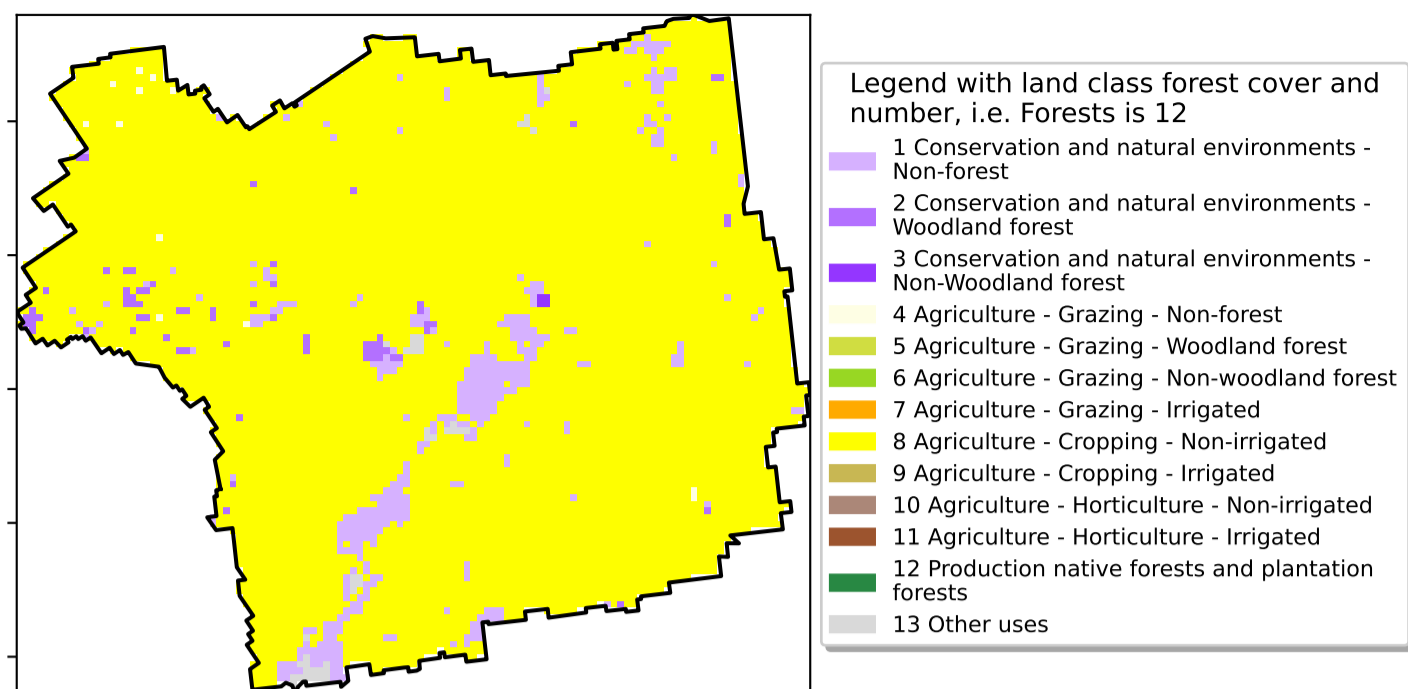 Legend with land class forest cover and
number, i.e. Forests is 12
1 Conservation and natural environments -
Non-forest
2 Conservation and natural environments -
Woodland forest
3 Conservation and natural environments -
Non-Woodland forest
4 Agriculture - Grazing - Non-forest
5 Agriculture - Grazing - Woodland forest
6 Agriculture - Grazing - Non-woodland forest
7 Agriculture - Grazing - Irrigated
8 Agriculture - Cropping - Non-irrigated
9 Agriculture - Cropping - Irrigated
10 Agriculture - Horticulture - Non-irrigated
11 Agriculture - Horticulture - Irrigated
12 Production native forests and plantation
forests
13 Other uses